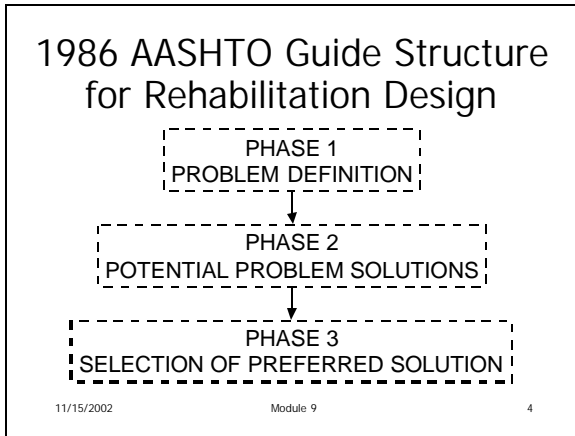 1986 AASHTO Guide Structure
for Rehabilitation Design
PHASE 1
PROBLEM DEFINITION
PHASE 2
POTENTIAL PROBLEM SOLUTIONS
PHASE 3
SELECTION OF PREFERRED SOLUTION
11/15/2002 Module 9 4